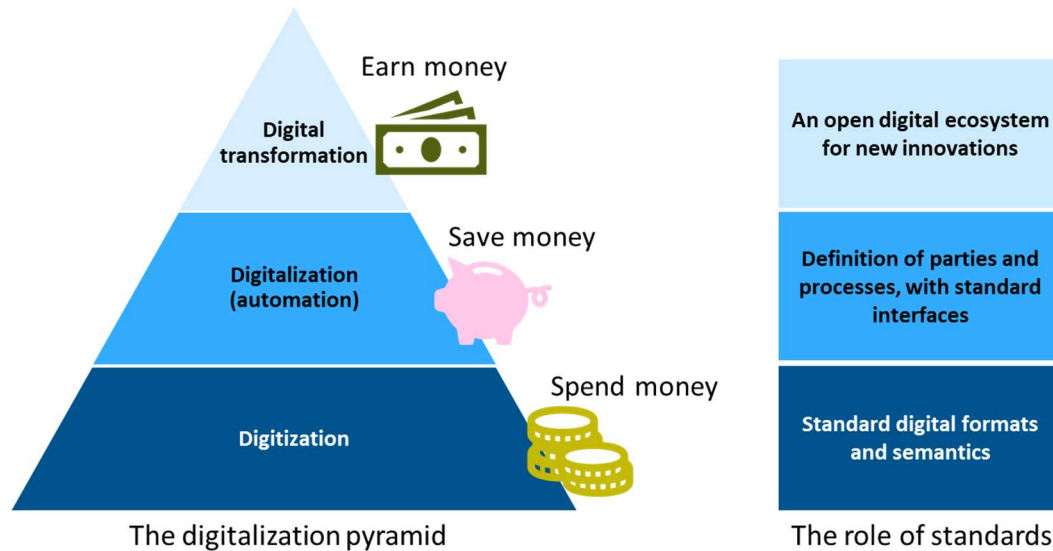 Earn money
Digital
transformation
Save money
Digitalization
(automation)
Spend money
Digitization
The digitalization pyramid
An open digital ecosystem
for new innovations
Definition of parties and
processes, with standard
interfaces
Standard digital formats
and semantics
The role of standards